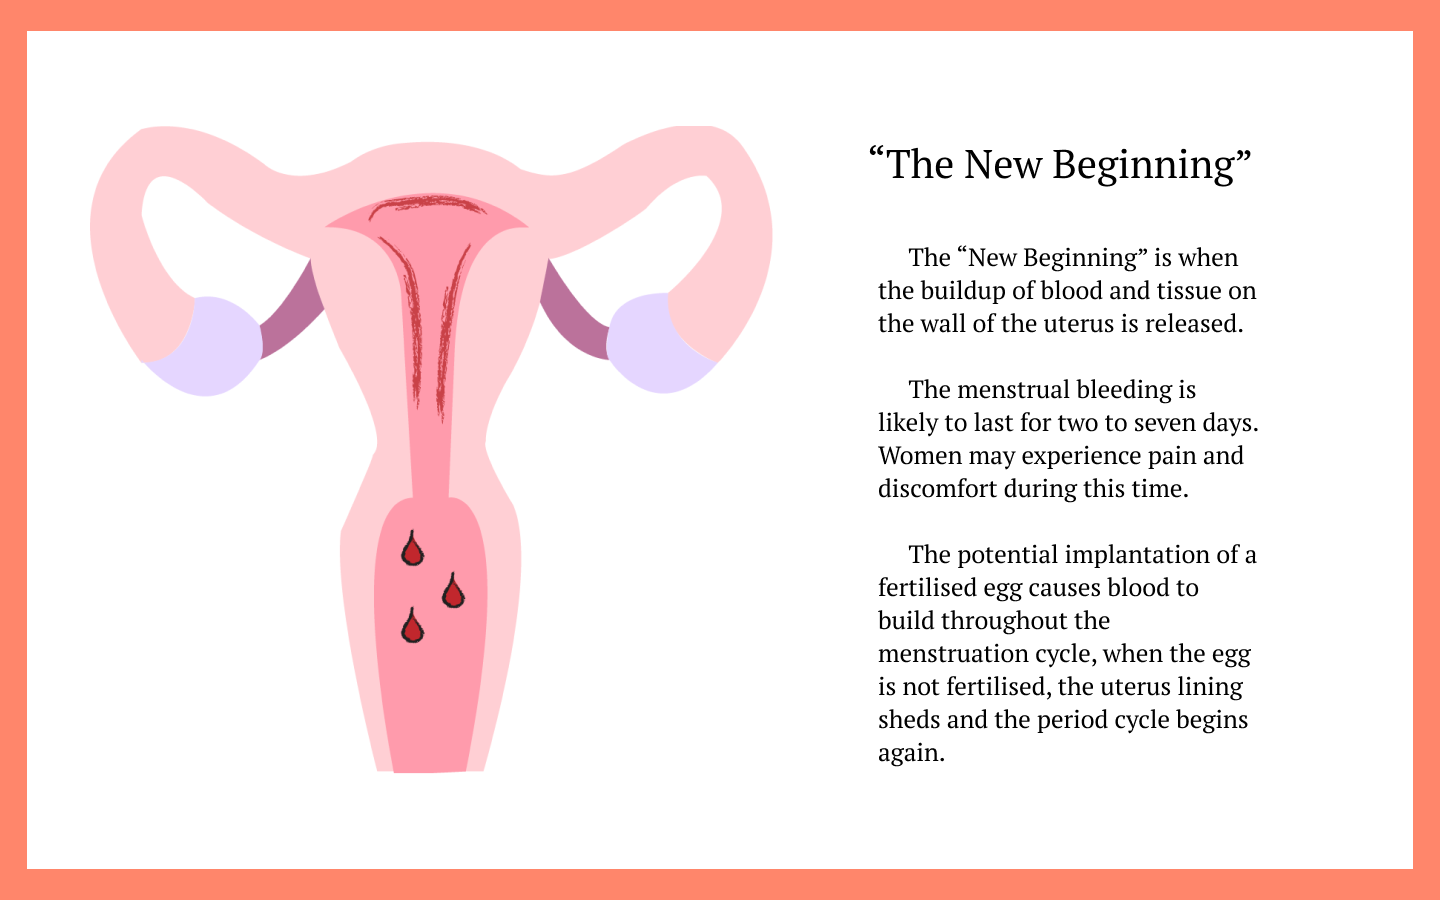 “The New Beginning”
The “New Beginning” is when
the buildup of blood and tissue on
the wall of the uterus is released.
The menstrual bleeding is
likely to last for two to seven days.
Women may experience pain and
discomfort during this time.
The potential implantation of a
fertilised egg causes blood to
build throughout the
menstruation cycle, when the egg
is not fertilised, the uterus lining
sheds and the period cycle begins
again.